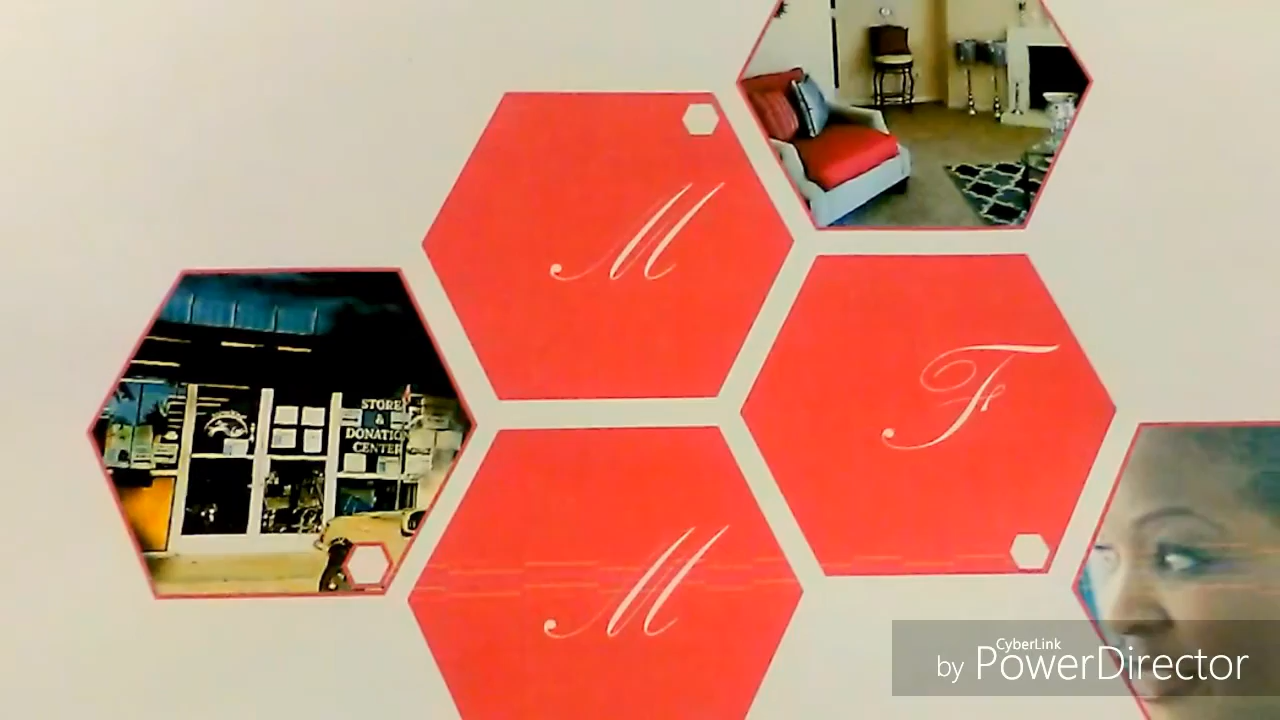 M
F
STORE
&
DONATION
CENTER
M
by CyberLink PowerDirector